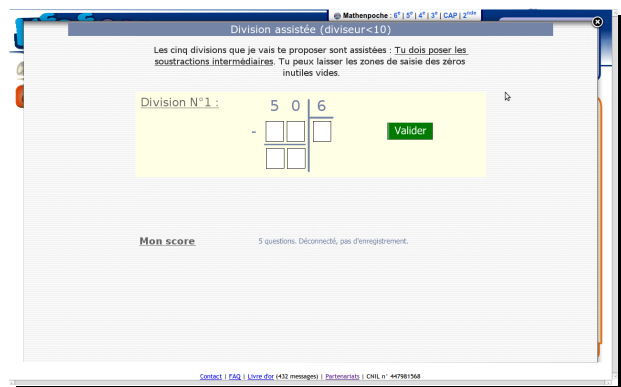 Mathenpoche : 6e | 5e | 4e | 3e | CAP | 2nde
Division assistée (diviseur<10)
Les cinq divisions que je vais te proposer sont assistées : Tu dois poser les
soustractions intermédiaires. Tu peux laisser les zones de saisie des zéros
inutiles vides.
Division N°1 :
5 0 6
-
Valider
Mon score
5 questions. Déconnecté, pas d'enregistrement.
Contact | FAQ | Livre d'or (432 messages) | Partenariats | CNIL n° 447981568